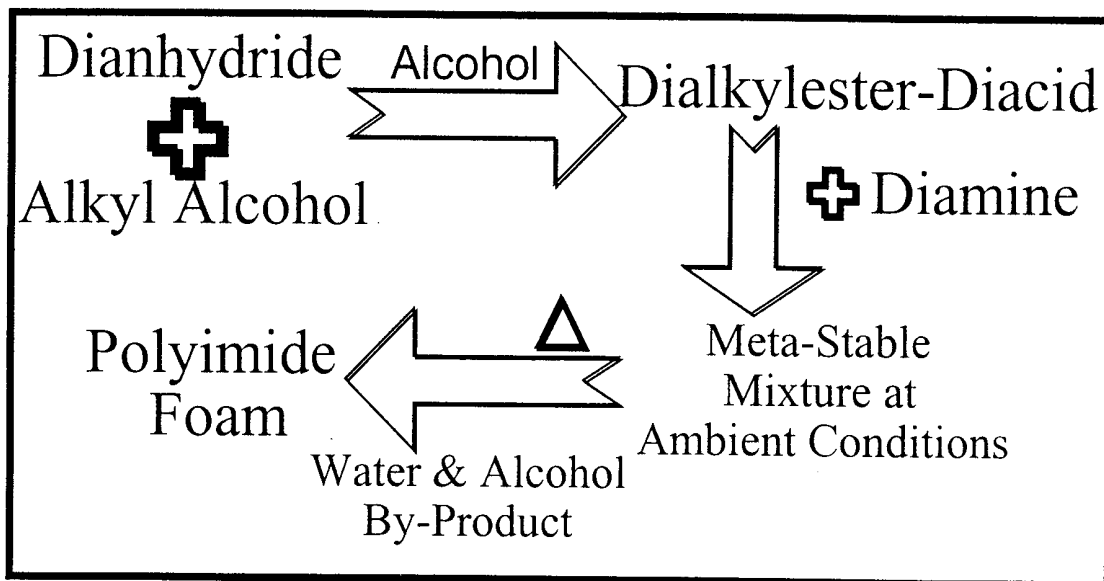 Dianhydride
Alkyl Alcohol
Alcohol
Dialkylester-Diacid
Diamine
Meta-Stable
Mixture at
Ambient Conditions
Δ
Water & Alcohol
By-Product
Polyimide
Foam